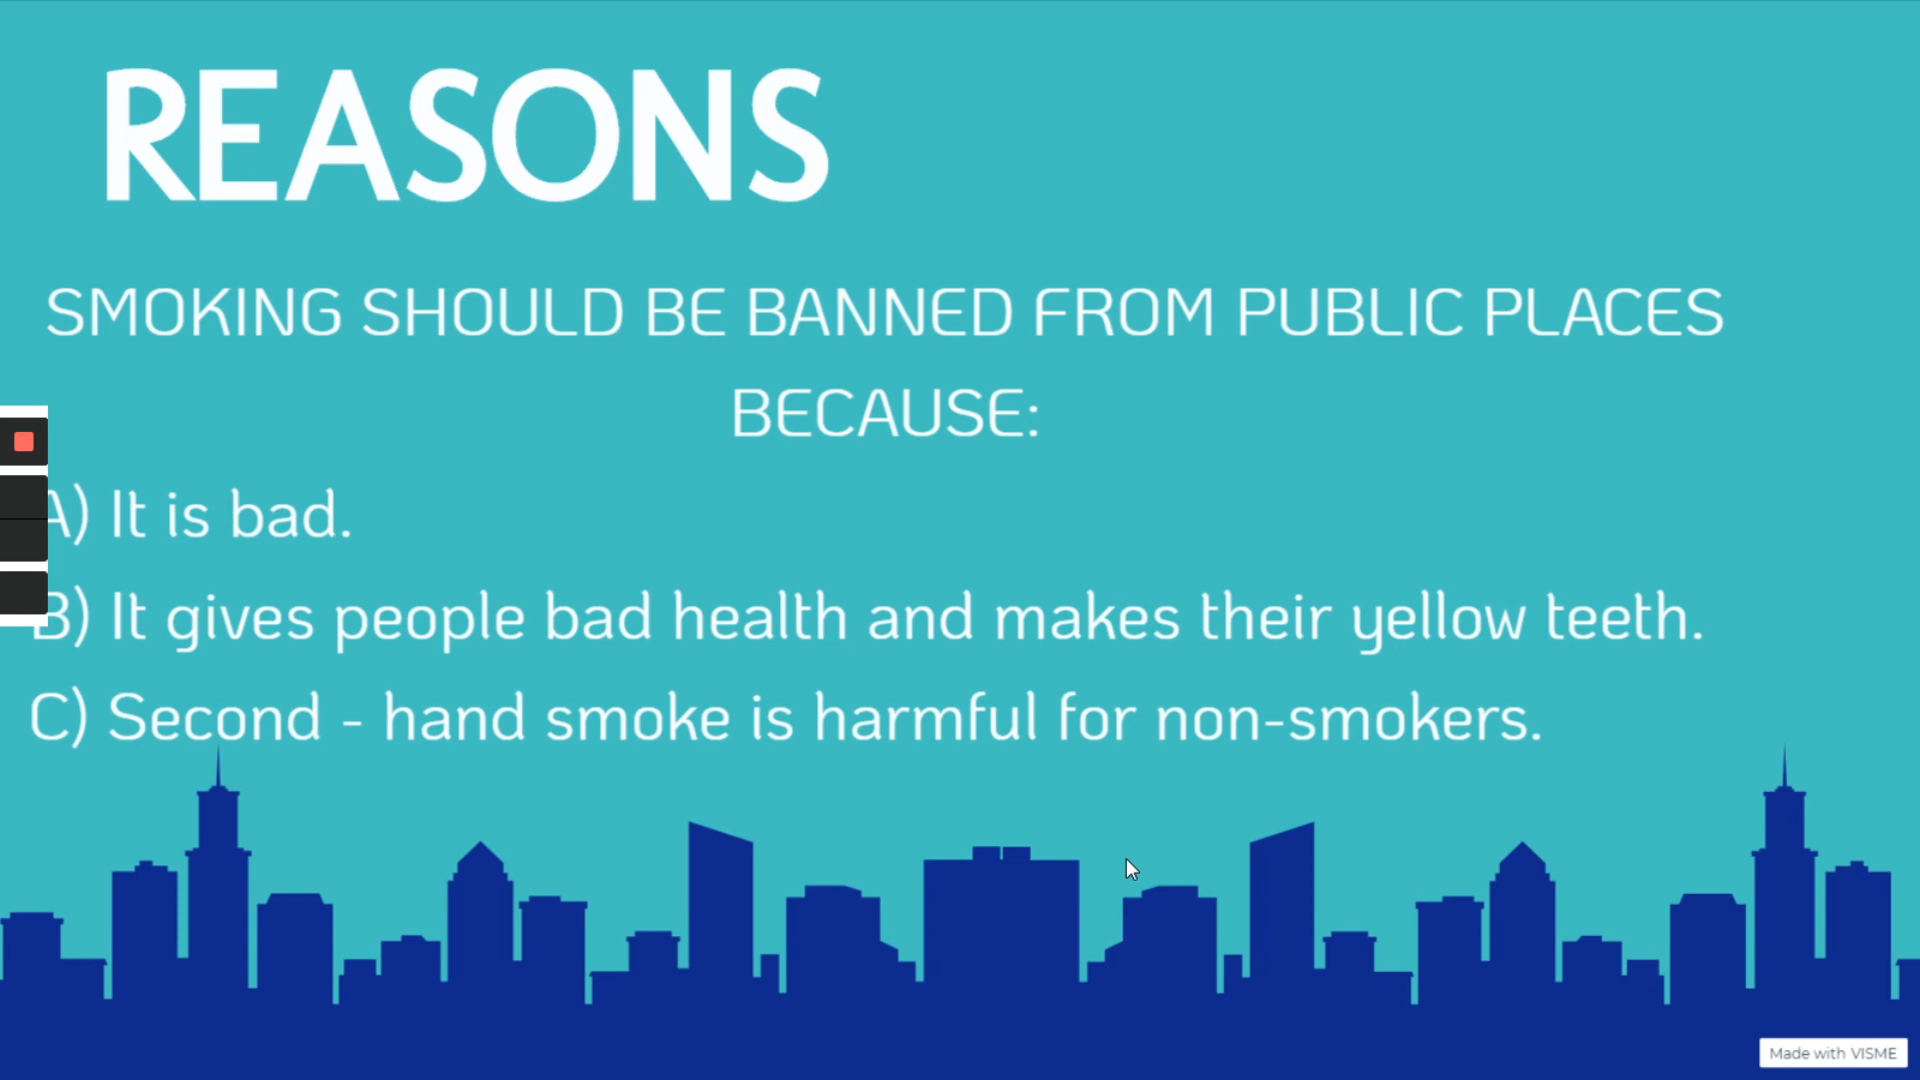 REASONS
SMOKING SHOULD BE BANNED FROM PUBLIC PLACES
BECAUSE:
A) It is bad.
B) It gives people bad health and makes their yellow teeth.
C) Second - hand smoke is harmful for non-smokers.
Made with VISME